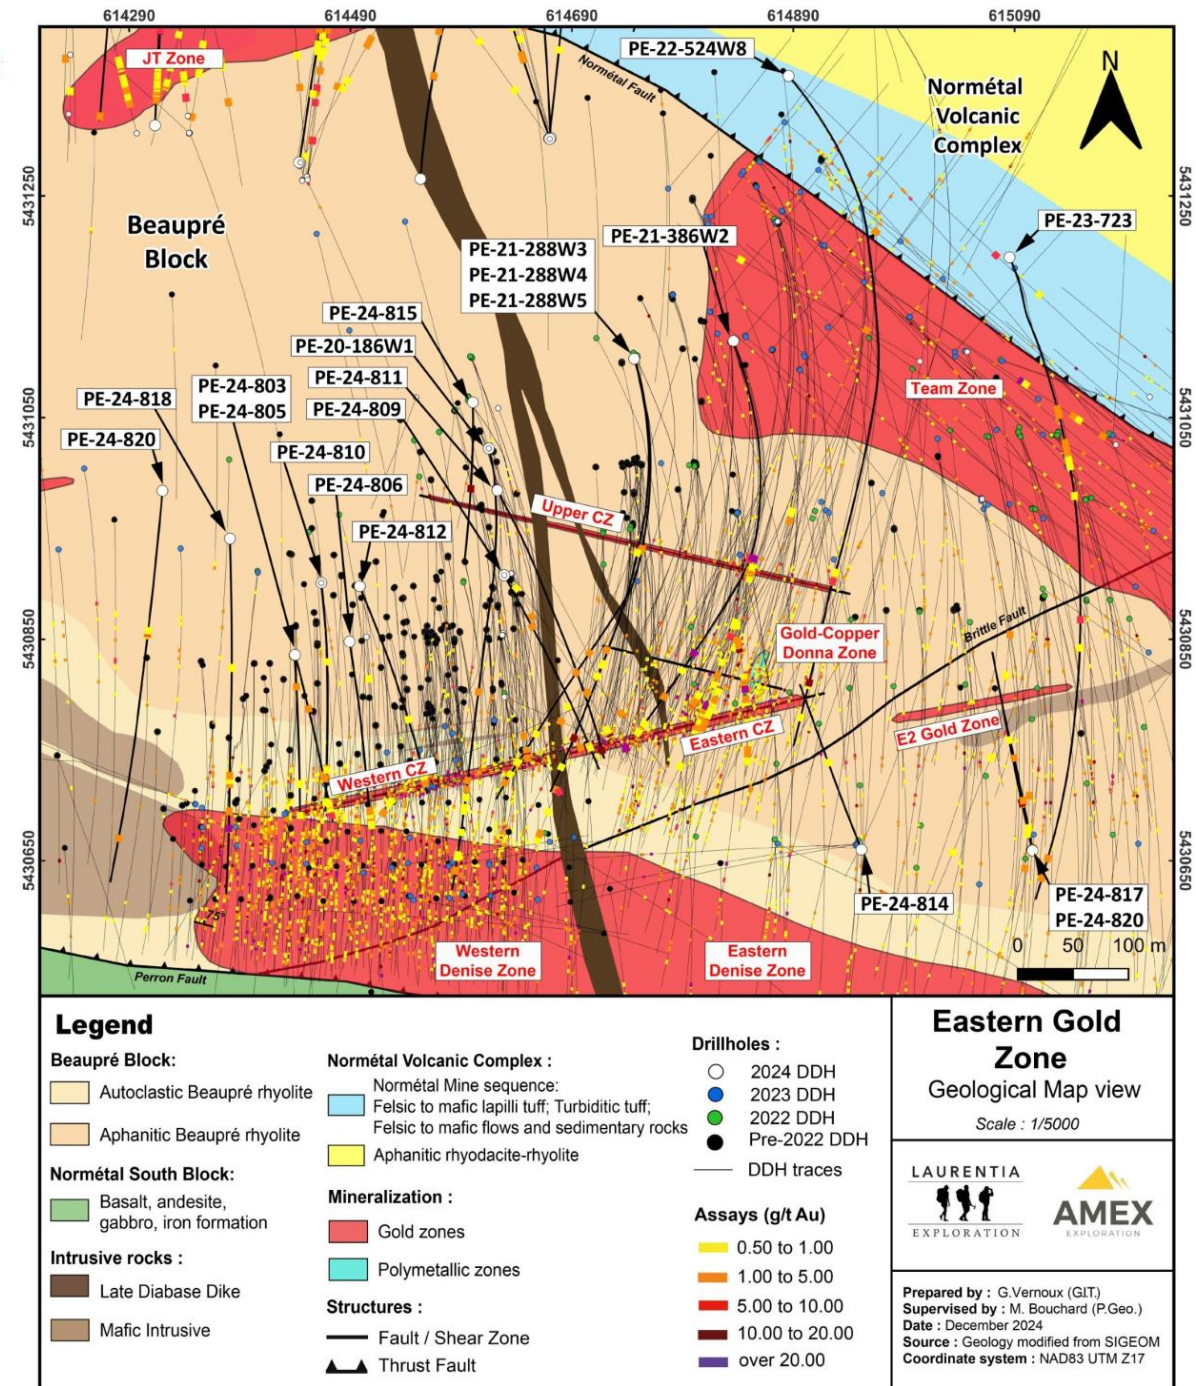 614290
614490
614690
614890
615090
JT Zone
Normétal Fault
PE-22-524W8
Normétal
Volcanic
Complex
N
5431250
5431250
Beaupré
Block
PE-23-723
PE-21-288W3
PE-21-288W4
PE-21-288W5
PE-21-386W2
PE-24-815
PE-20-186W1
PE-24-811
PE-24-809
PE-24-803
PE-24-805
PE-24-818
PE-24-820
PE-24-810
PE-24-806
PE-24-812
Team Zone
5431050
5431050
Upper CZ
Gold-Copper
Donna Zone
Brittle Fault
5430850
5430850
E2 Gold Zone
Eastern CZ
Western CZ
5430650
5430650
75°
PE-24-814
PE-24-817
PE-24-820
Western
Denise Zone
Eastern
Denise Zone
0 50 100 m
Perron Fault
Legend
Beaupré Block:
Autoclastic Beaupré rhyolite
Aphanitic Beaupré rhyolite
Normétal South Block:
Basalt, andesite,
gabbro, iron formation
Intrusive rocks :
Late Diabase Dike
Mafic Intrusive
Normétal Volcanic Complex :
Normétal Mine sequence:
Felsic to mafic lapilli tuff; Turbiditic tuff;
Felsic to mafic flows and sedimentary rocks
Aphanitic rhyodacite-rhyolite
Mineralization :
Gold zones
Polymetallic zones
Structures :
Fault / Shear Zone
Thrust Fault
Drillholes :
2024 DDH
2023 DDH
2022 DDH
Pre-2022 DDH
DDH traces
Assays (g/t Au)
0.50 to 1.00
1.00 to 5.00
5.00 to 10.00
10.00 to 20.00
over 20.00
Eastern Gold
Zone
Geological Map view
Scale : 1/5000
LAURENTIA
EXPLORATION
AMEX
EXPLORATION
Prepared by : G.Vernoux (GIT.)
Supervised by : M. Bouchard (P.Geo.)
Date : December 2024
Source : Geology modified from SIGEOM
Coordinate system : NAD83 UTM Z17